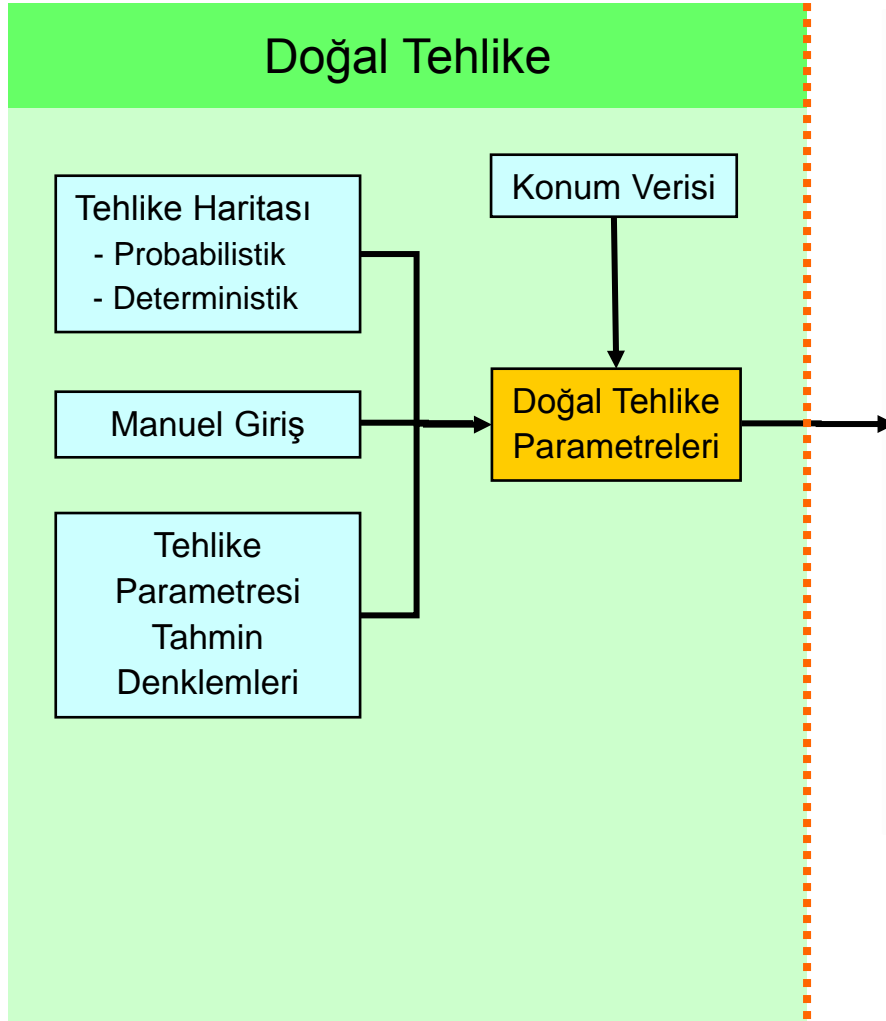 Doğal Tehlike
Tehlike Haritası
- Probabilistik
- Deterministik
Konum Verisi
Manuel Giriş
Doğal Tehlike
Parametreleri
Tehlike
Parametresi
Tahmin
Denklemleri